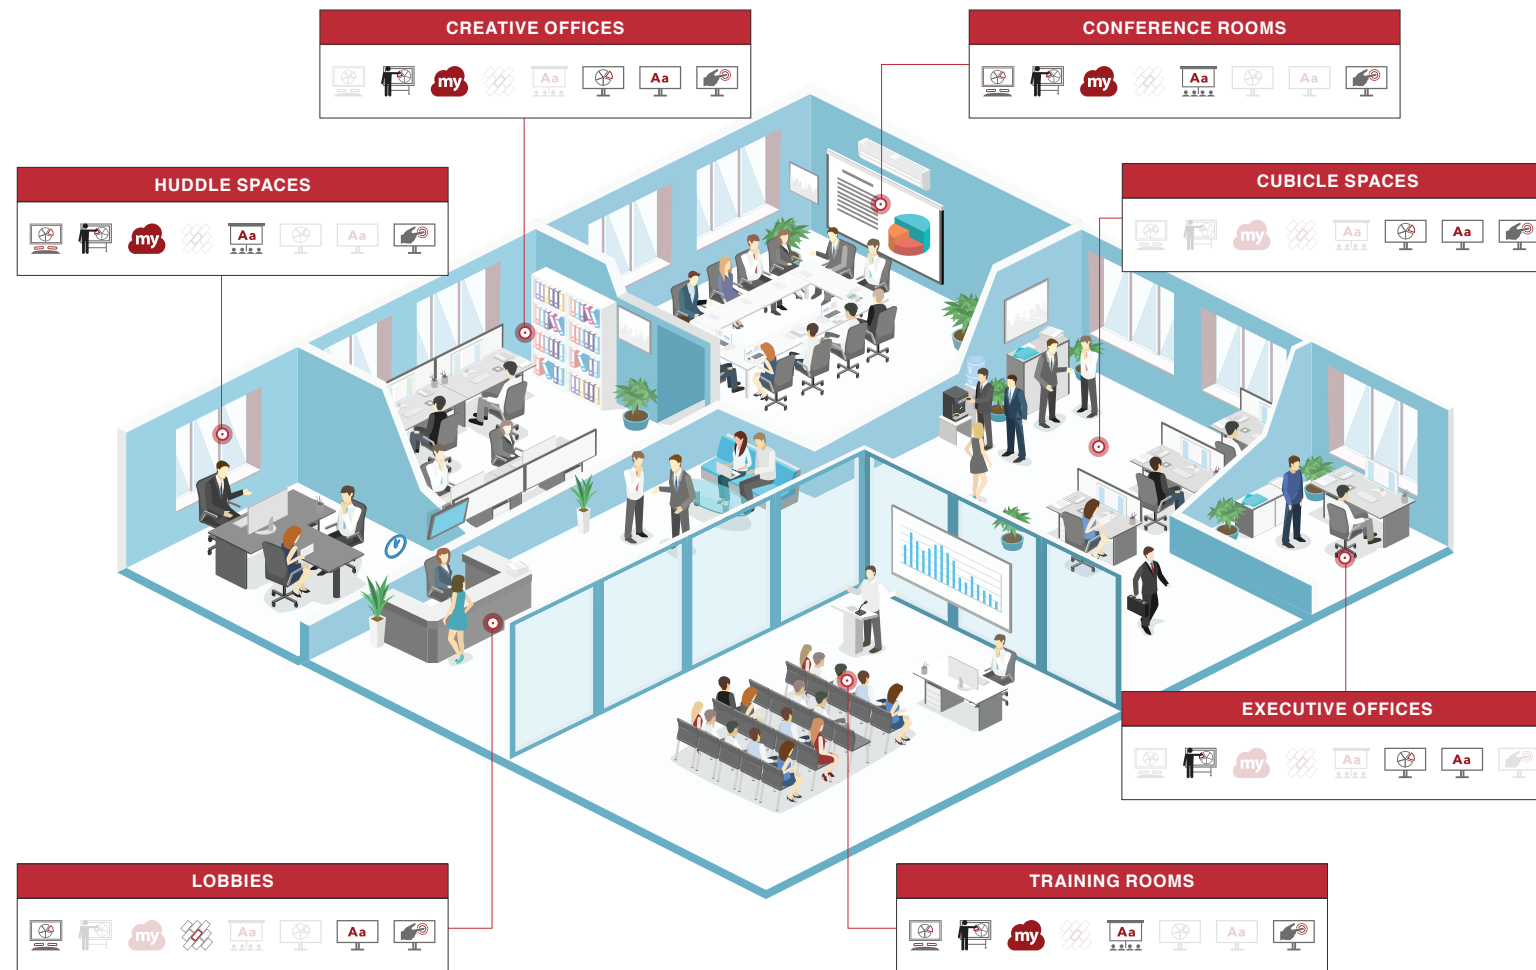 CREATIVE OFFICES
my
Aa
Aa
CONFERENCE ROOMS
my
Aa
Aa
HUDDLE SPACES
my
Aa
Aa
CUBICLE SPACES
my
Aa
Aa
EXECUTIVE OFFICES
my
Aa
Aa
LOBBIES
my
Aa
Aa
TRAINING ROOMS
my
Aa
Aa